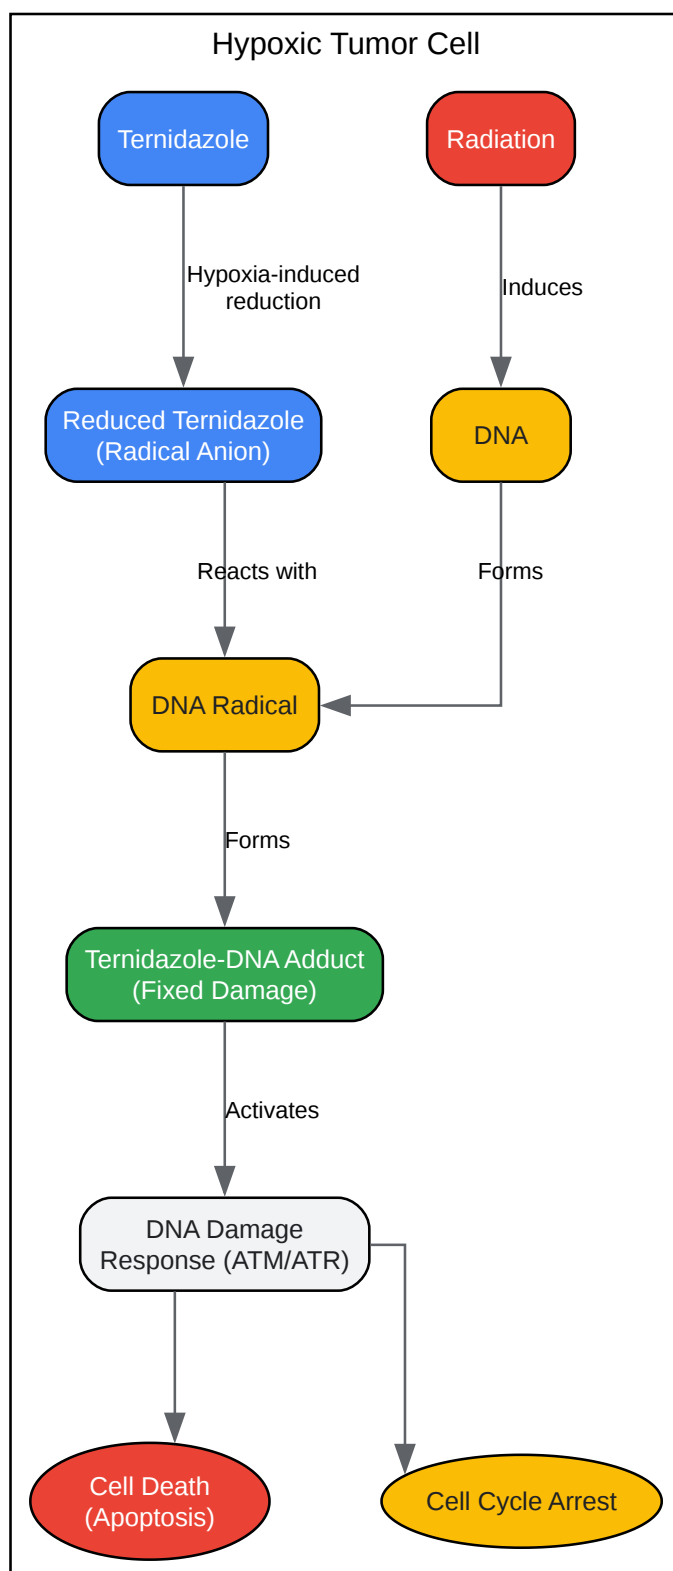 Hypoxic Tumor Cell
Ternidazole
Radiation
Hypoxia-induced
reduction
Induces
Reduced Ternidazole
(Radical Anion)
DNA
Reacts with
Forms
DNA Radical
Forms
Ternidazole-DNA Adduct
(Fixed Damage)
Activates
DNA Damage
Response (ATM/ATR)
Cell Death
(Apoptosis)
Cell Cycle Arrest